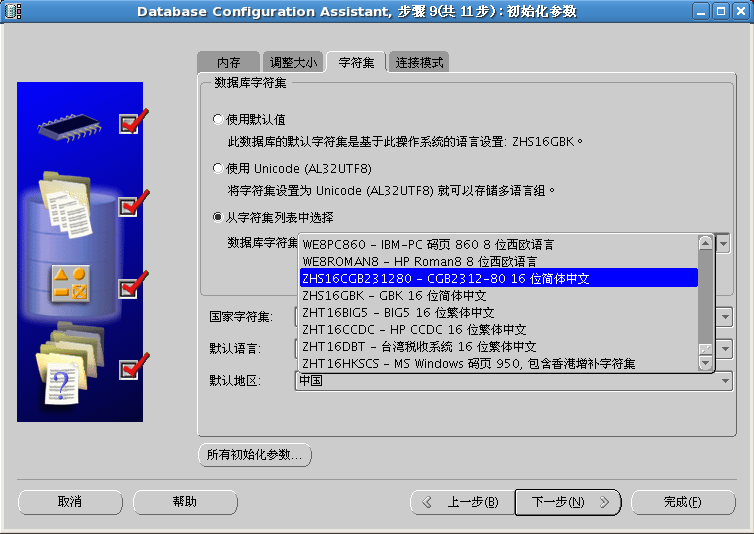 Database Configuration Assistant, 步骤 9(共 11 步) : 初始化参数
内存 调整大小 字符集 连接模式
数据库字符集
使用默认值
此数据库的默认字符集是基于此操作系统的语言设置: ZHS16GBK。
使用 Unicode (AL32UTF8)
将字符集设置为 Unicode (AL32UTF8) 就可以存储多语言组。
从字符集列表中选择
数据库字符集
WE8PC860 - IBM-PC 码页 860 8 位西欧语言
WE8ROMAN8 - HP Roman8 8 位西欧语言
ZHS16CGB231280 - CGB2312-80 16 位简体中文
ZHS16GBK - GBK 16 位简体中文
ZHT16BIG5 - BIG5 16 位繁体中文
ZHT16CCDC - HP CCDC 16 位繁体中文
ZHT16DBT - 台湾税收系统 16 位繁体中文
ZHT16HKSCS - MS Windows 码页 950, 包含香港增补字符集
国家字符集:
默认语言:
默认地区: 中国
所有初始化参数...
取消 帮助 上一步(B) 下一步(N) 完成(F)